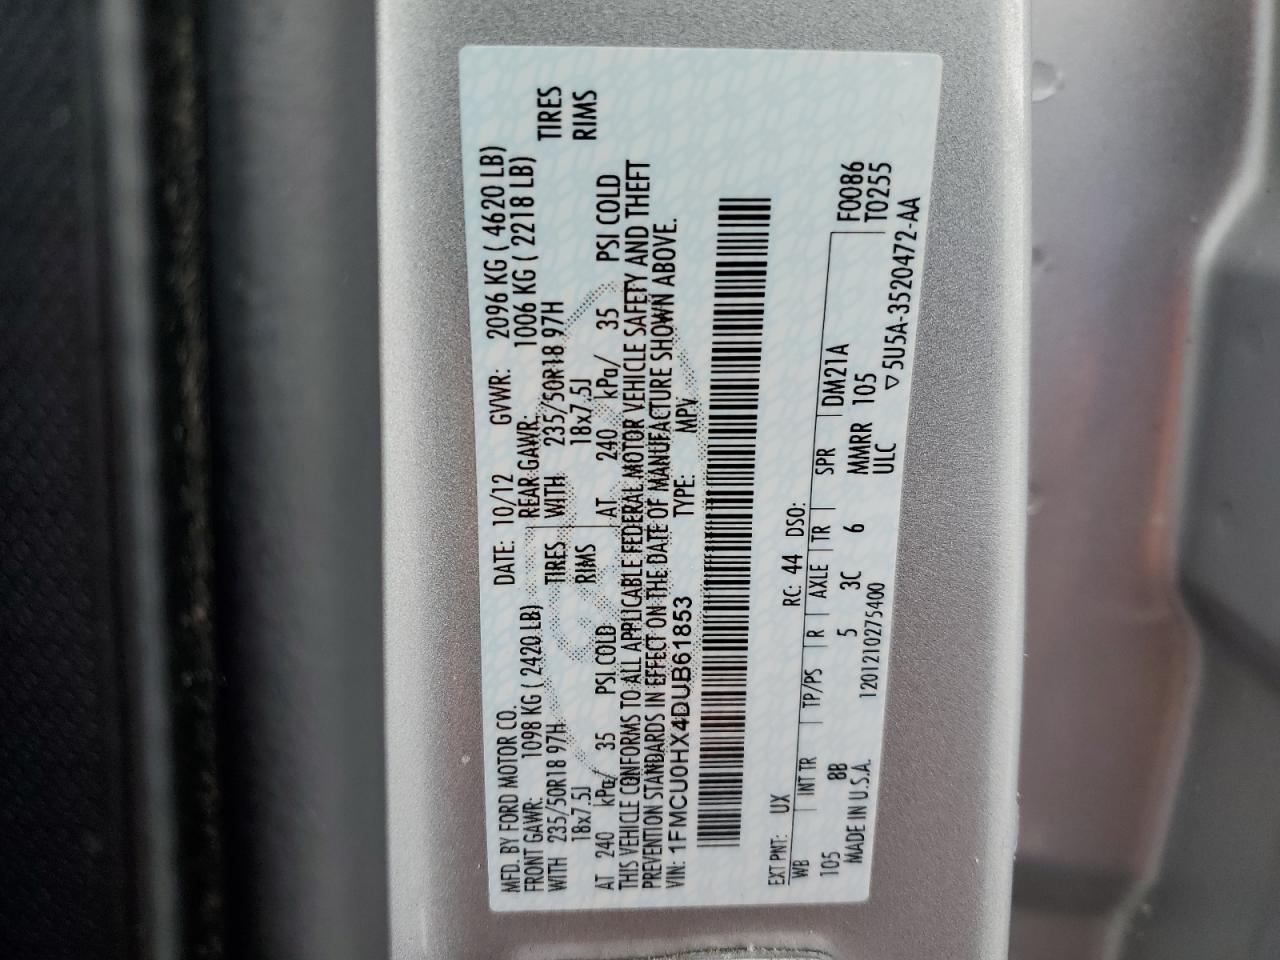 MFD. BY FORD MOTOR CO. DATE: 10/12 GVWR: 2096 KG ( 4620 LB)
FRONT GAWR: 1098 KG ( 2420 LB) REAR GAWR: 1006 KG ( 2218 LB)
WITH 235/50R18 97H TIRES WITH 235/50R18 97H TIRES
18x7.5J RIMS 18x7.5J RIMS
AT 240 kPa/ 35 PSI COLD AT 240 kPa/ 35 PSI COLD
THIS VEHICLE CONFORMS TO ALL APPLICABLE FEDERAL MOTOR VEHICLE SAFETY AND THEFT
PREVENTION STANDARDS IN EFFECT ON THE DATE OF MANUFACTURE SHOWN ABOVE.
VIN: 1FMCU0HX4DUB61853 TYPE: MPV
EXT PNT: UX RC: 44 DSO:
WB INT TR TP/PS R AXLE TR SPR DM21A F0086
105 8B 5 3C 6 MMRR 105 T0255
MADE IN U.S.A. 120121027540​0 ULC ▽5U5A-3520472-AA